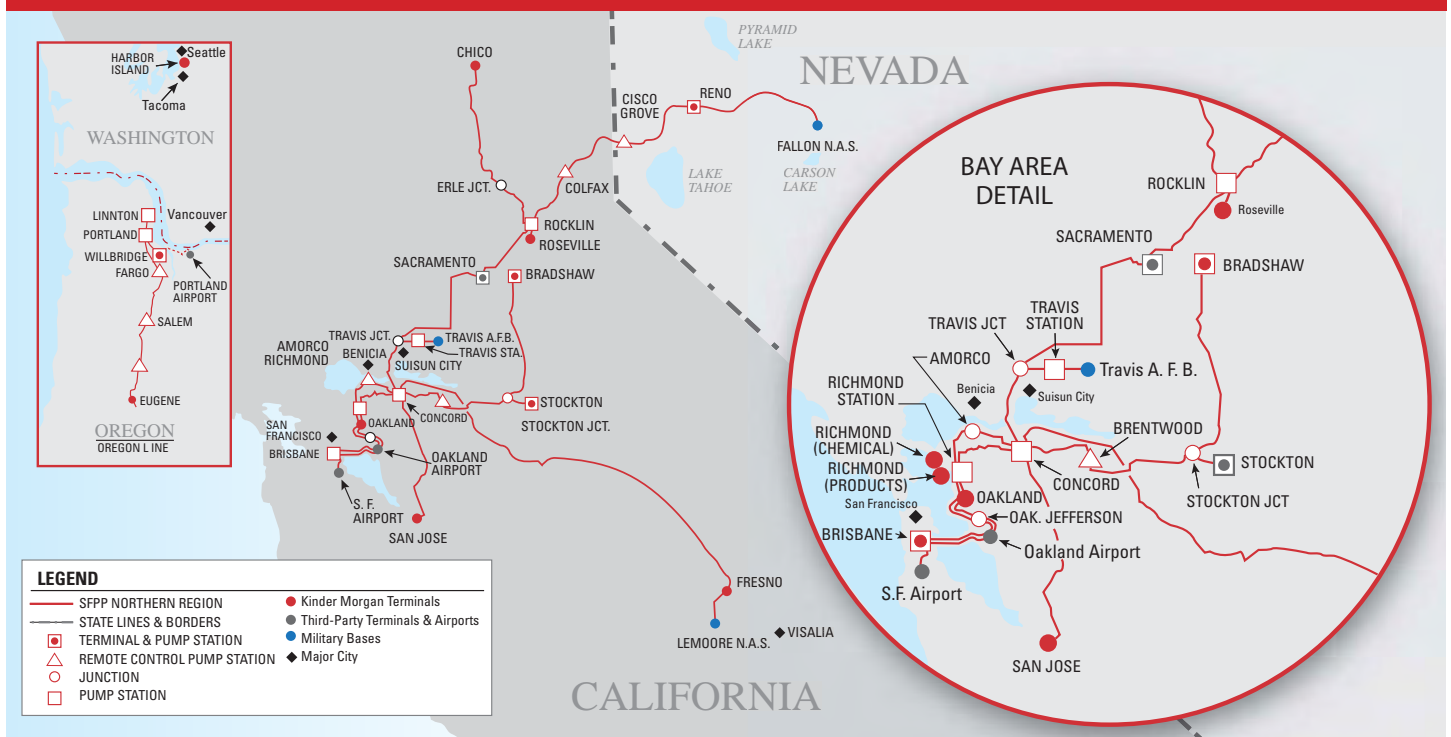 Seattle
HARBOR
ISLAND
Tacoma
WASHINGTON
LINNTON
Vancouver
PORTLAND
WILLBRIDGE
FARGO
PORTLAND
AIRPORT
SALEM
EUGENE
OREGON
OREGON LINE
PYRAMID
LAKE
NEVADA
CHICO
CISCO
GROVE
RENO
FALLON N.A.S.
LAKE
TAHOE
CARSON
LAKE
ERLE JCT.
COLFAX
ROCKLIN
ROSEVILLE
SACRAMENTO
BRADSHAW
TRAVIS JCT.
TRAVIS A.F.B.
TRAVIS STA.
AMORCO
RICHMOND
BENICIA
SUISUN CITY
STOCKTON
STOCKTON JCT.
CONCORD
OAKLAND
SAN
FRANCISCO
BRISBANE
OAKLAND
AIRPORT
S. F.
AIRPORT
SAN JOSE
FRESNO
LEMOORE N.A.S.
VISALIA
CALIFORNIA
BAY AREA
DETAIL
ROCKLIN
Roseville
SACRAMENTO
BRADSHAW
TRAVIS
STATION
TRAVIS JCT
AMORCO
Travis A. F. B.
Benicia
Suisun City
RICHMOND
STATION
BRENTWOOD
RICHMOND
(CHEMICAL)
RICHMOND
(PRODUCTS)
STOCKTON
CONCORD
STOCKTON JCT
San Francisco
OAKLAND
OAK. JEFFERSON
BRISBANE
Oakland Airport
S.F. Airport
SAN JOSE
LEGEND
SFPP NORTHERN REGION
STATE LINES & BORDERS
TERMINAL & PUMP STATION
REMOTE CONTROL PUMP STATION
JUNCTION
PUMP STATION
Kinder Morgan Terminals
Third-Party Terminals & Airports
Military Bases
Major City